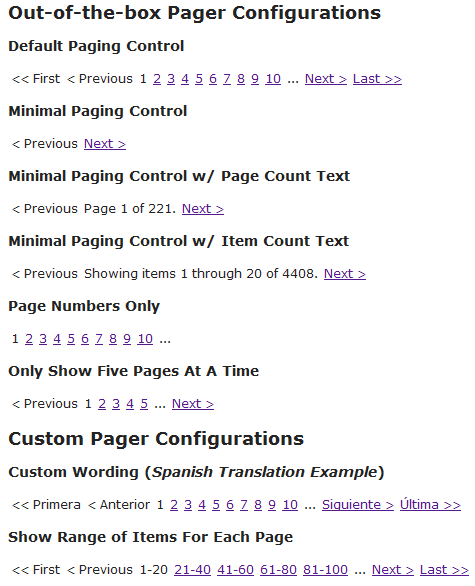 Out-of-the-box Pager Configurations
Default Paging Control
<< First < Previous 1 2 3 4 5 6 7 8 9 10 ... Next > Last >>
Minimal Paging Control
< Previous Next >
Minimal Paging Control w/ Page Count Text
< Previous Page 1 of 221. Next >
Minimal Paging Control w/ Item Count Text
< Previous Showing items 1 through 20 of 4408. Next >
Page Numbers Only
1 2 3 4 5 6 7 8 9 10 ...
Only Show Five Pages At A Time
< Previous 1 2 3 4 5 ... Next >
Custom Pager Configurations
Custom Wording (Spanish Translation Example)
<< Primera < Anterior 1 2 3 4 5 6 7 8 9 10 ... Siguiente > Última >>
Show Range of Items For Each Page
<< First < Previous 1-20 21-40 41-60 61-80 81-100 ... Next > Last >>